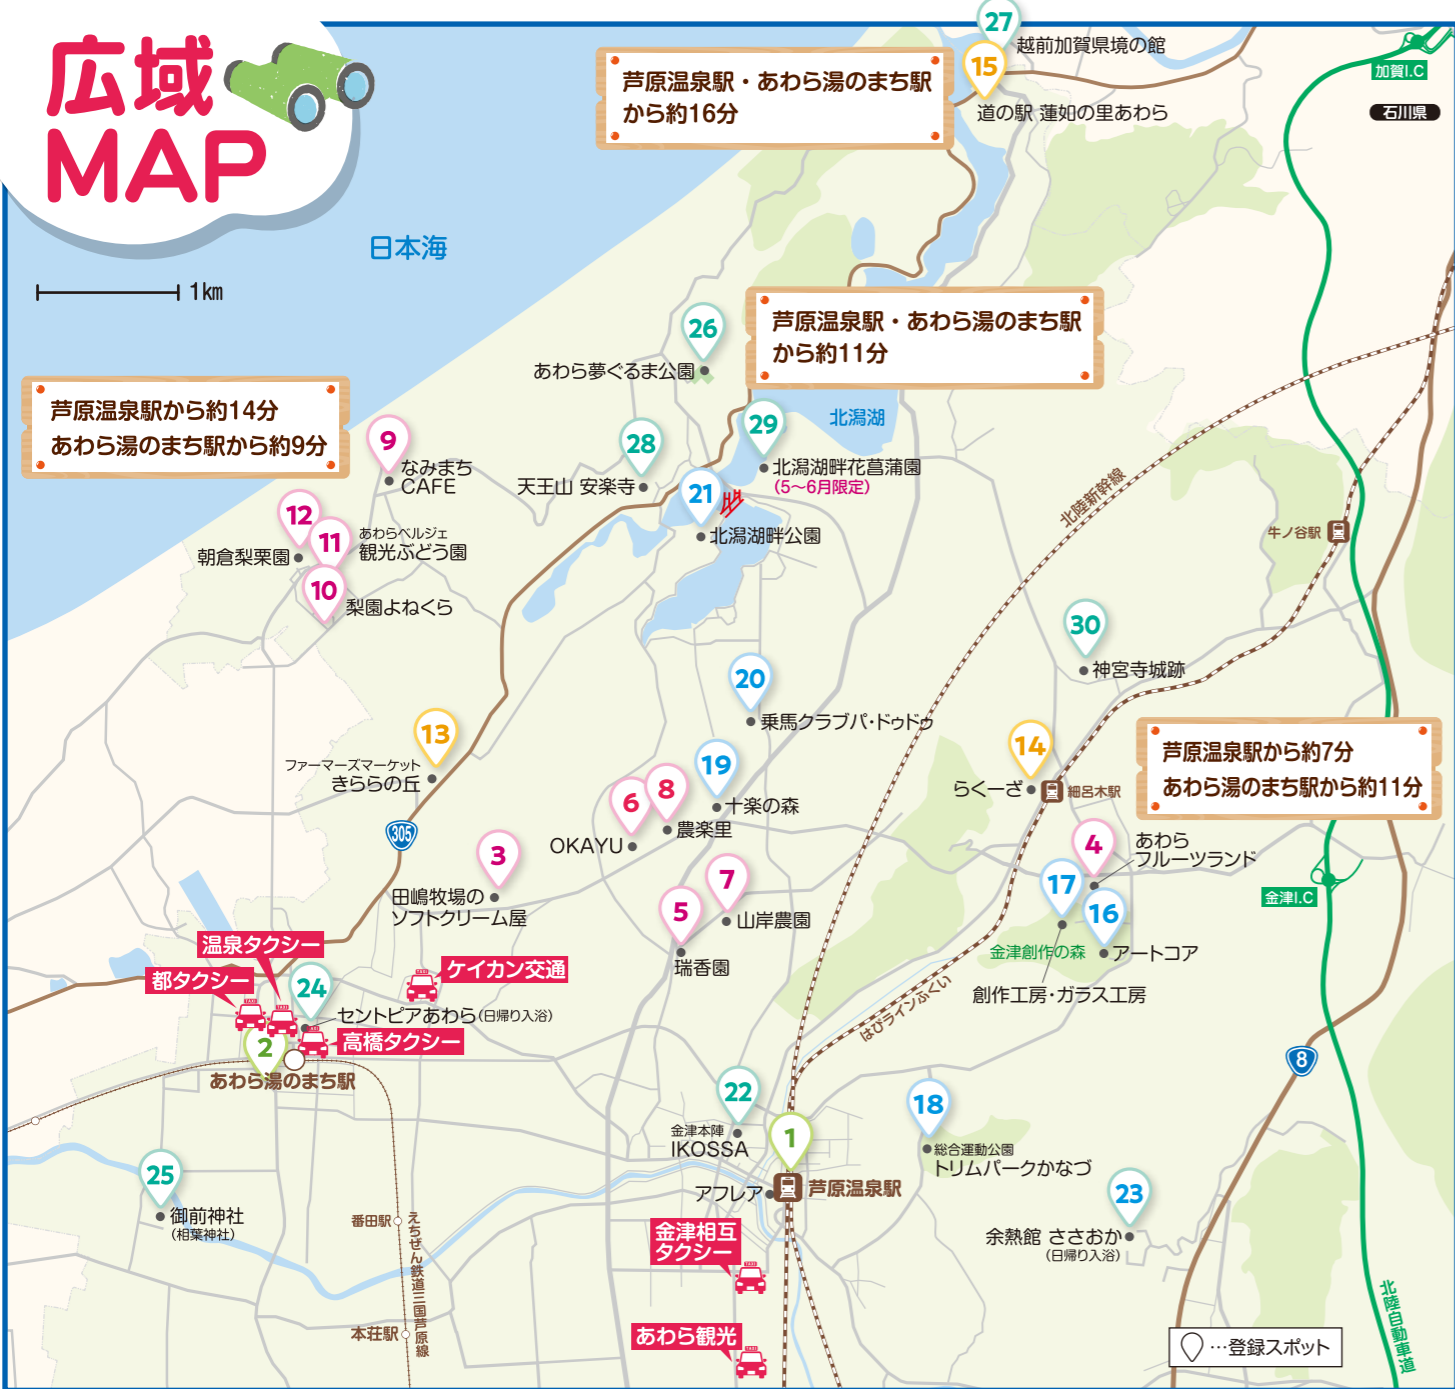 広域
MAP
日本海
1km
27
越前加賀県境の館
15
道の駅 蓮如の里あわら
芦原温泉駅・あわら湯のまち駅
から約16分
加賀I.C
石川県
芦原温泉駅・あわら湯のまち駅
から約11分
26
あわら夢ぐるま公園
芦原温泉駅から約14分
あわら湯のまち駅から約9分
9
なみまち
CAFE
28
天王山 安楽寺
29
北潟湖
北潟湖畔花菖蒲園
(5〜6月限定)
21
北潟湖畔公園
12
朝倉梨栗園
11
あわらベルジェ
観光ぶどう園
10
梨園よねくら
北陸新幹線
牛ノ谷駅
30
神宮寺城跡
20
乗馬クラブパ・ドゥドゥ
13
ファーマーズマーケット
きららの丘
305
14
らくーざ
細呂木駅
芦原温泉駅から約7分
あわら湯のまち駅から約11分
19
十楽の森
6
OKAYU
8
農楽里
3
田嶋牧場の
ソフトクリーム屋
4
あわら
フルーツランド
17
16
金津創作の森
アートコア
創作工房・ガラス工房
金津I.C
7
山岸農園
5
瑞香園
温泉タクシー
都タクシー
ケイカン交通
24
セントピアあわら(日帰り入浴)
高橋タクシー
2
あわら湯のまち駅
はぴラインふくい
8
22
金津本陣
IKOSSA
1
アフレア
芦原温泉駅
18
総合運動公園
トリムパークかなづ
23
余熱館 ささおか
(日帰り入浴)
25
御前神社
(相葉神社)
番田駅
えちぜん鉄道三国芦原線
本荘駅
金津相互
タクシー
あわら観光
北陸自動車道
…登録スポット